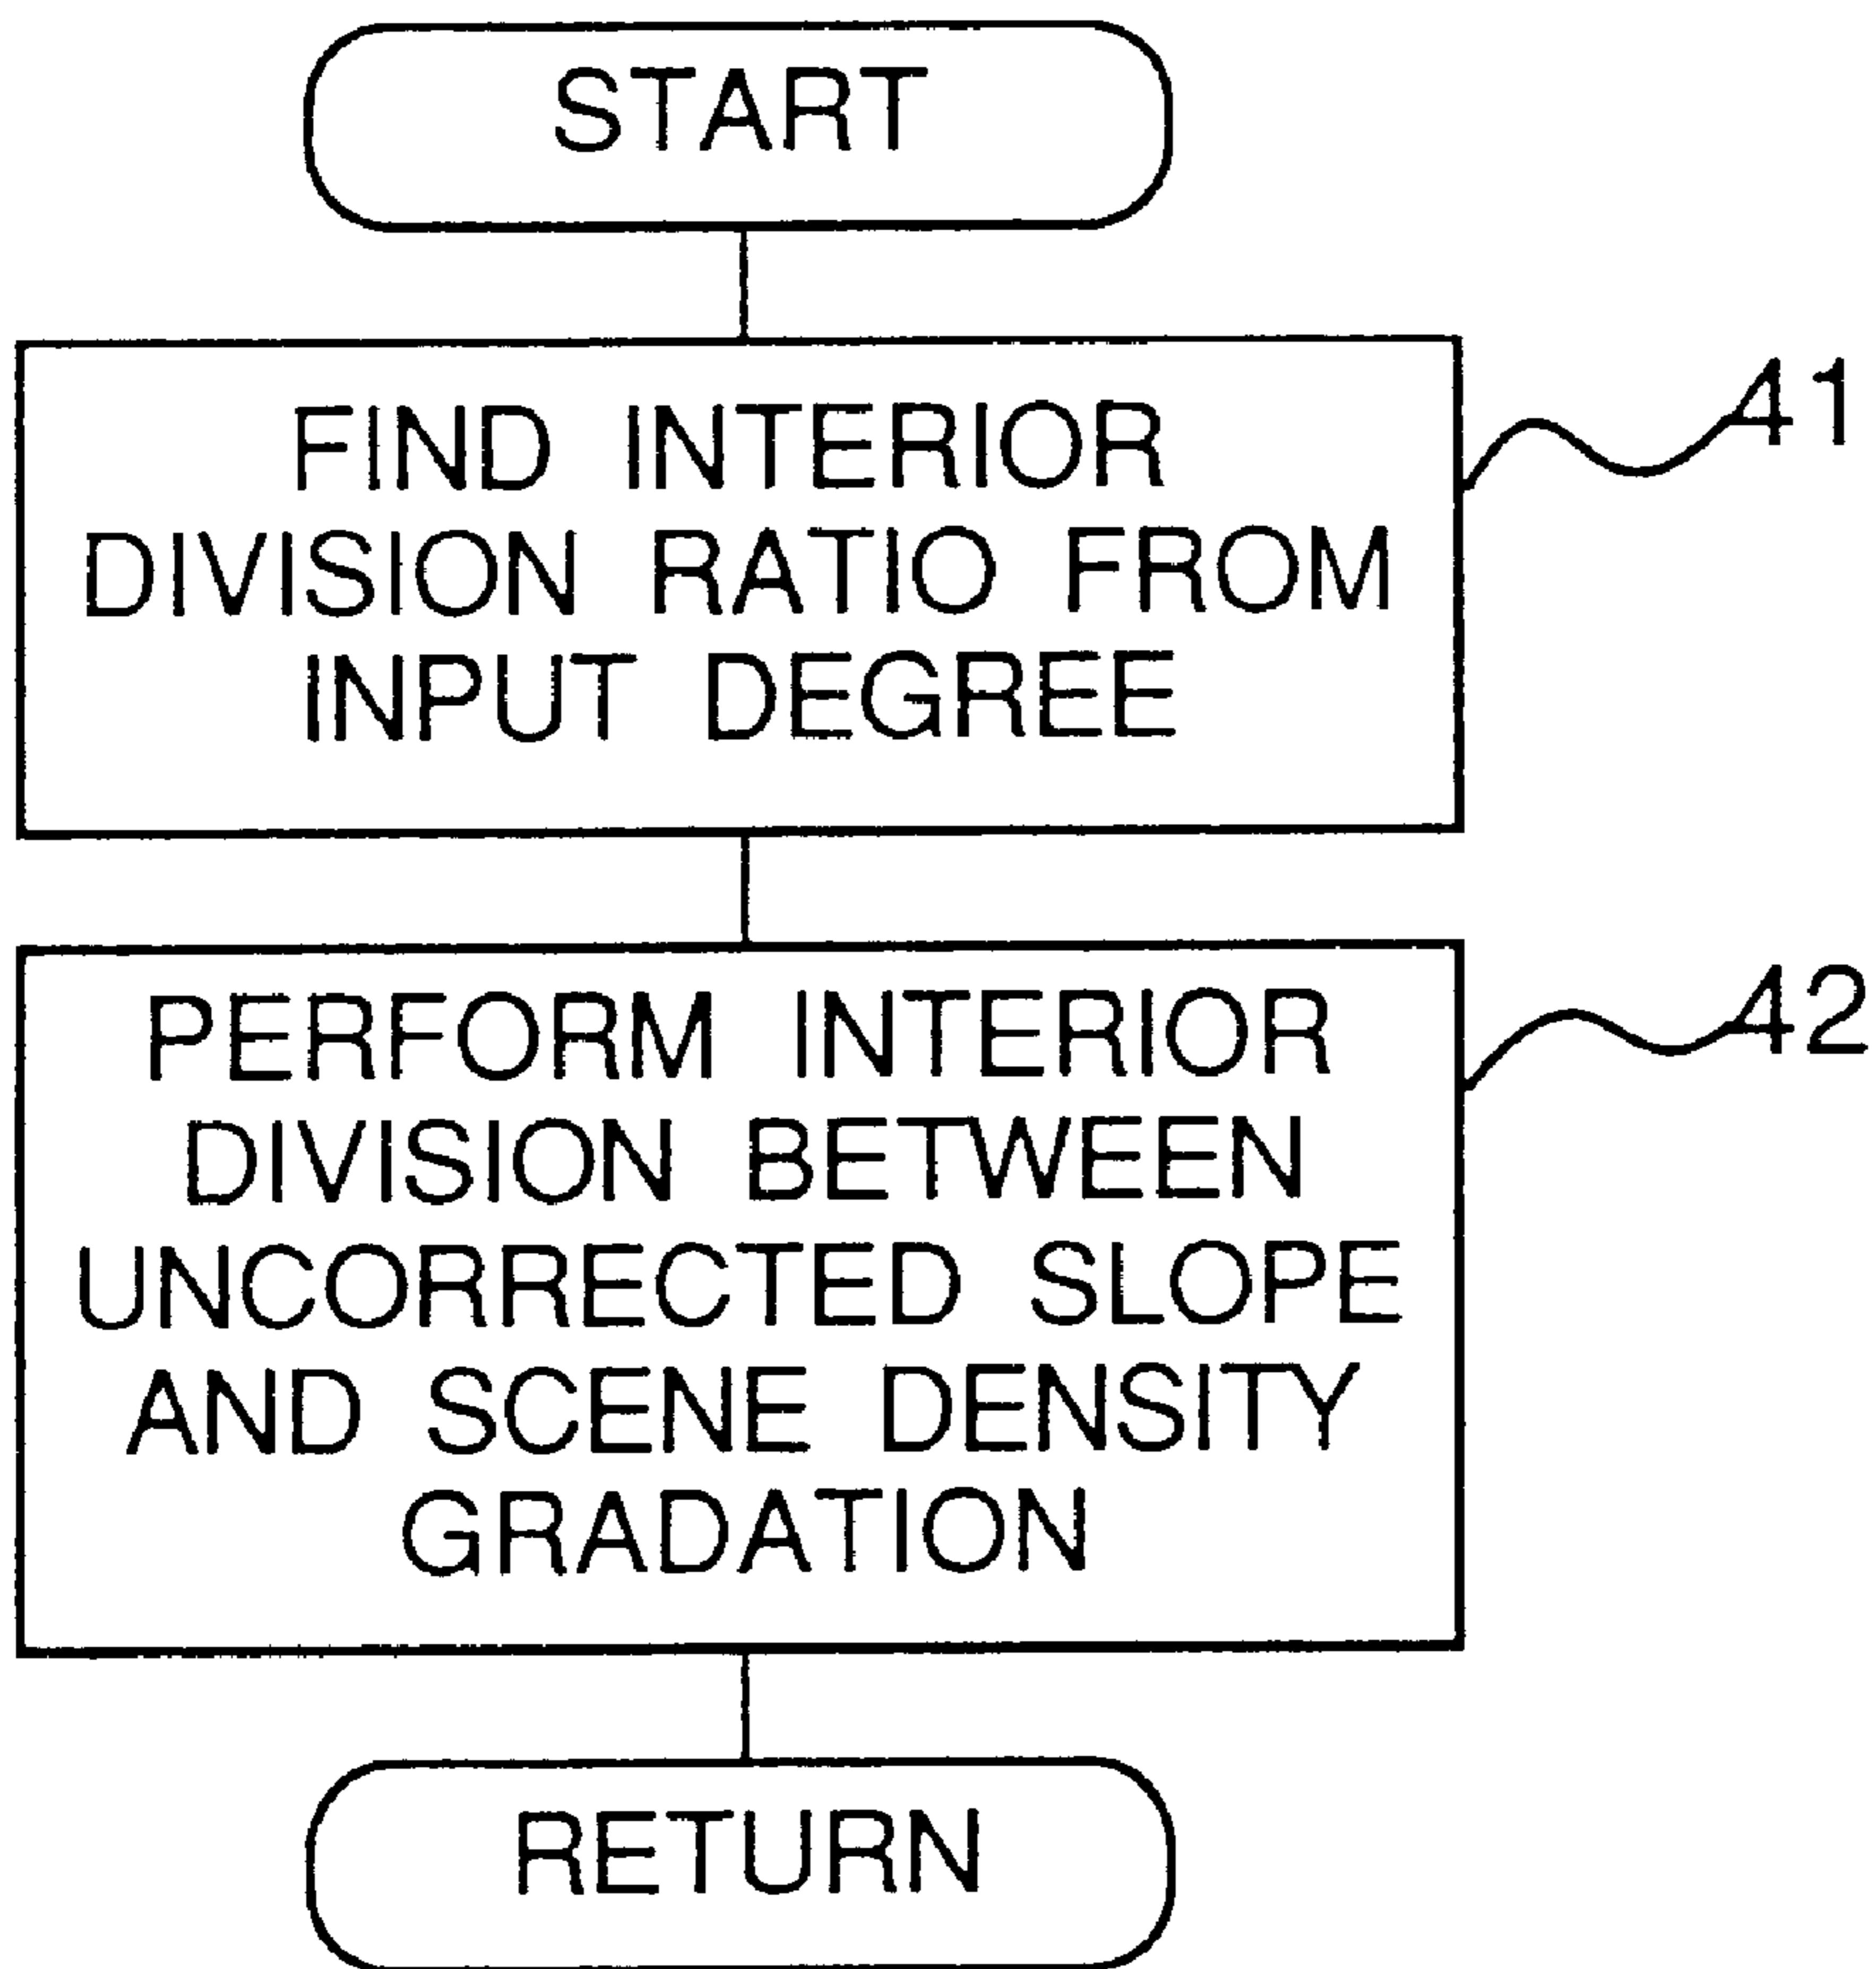 START
FIND INTERIOR
DIVISION RATIO FROM
INPUT DEGREE
41
PERFORM INTERIOR
DIVISION BETWEEN
UNCORRECTED SLOPE
AND SCENE DENSITY
GRADATION
42
RETURN